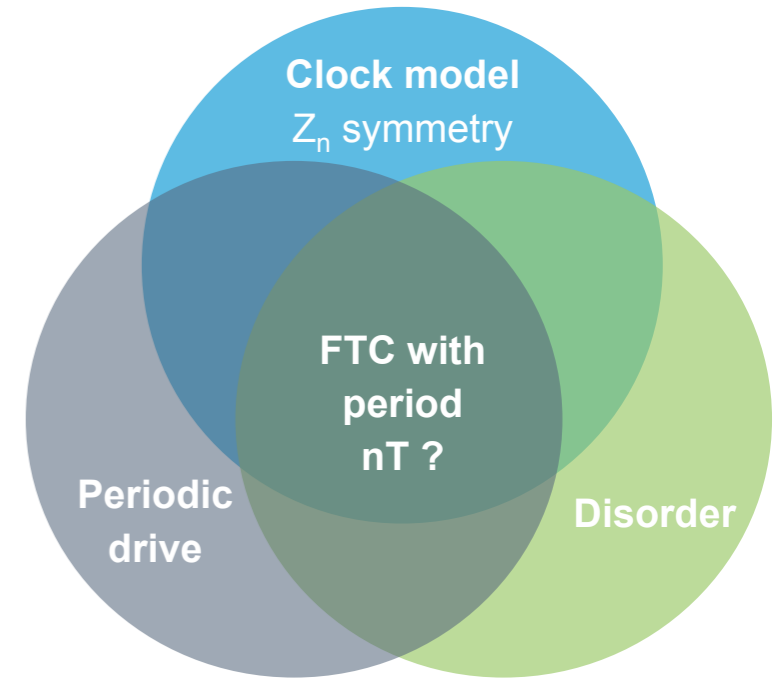 Clock model
Zₙ symmetry
FTC with
period
nT ?
Periodic
drive
Disorder